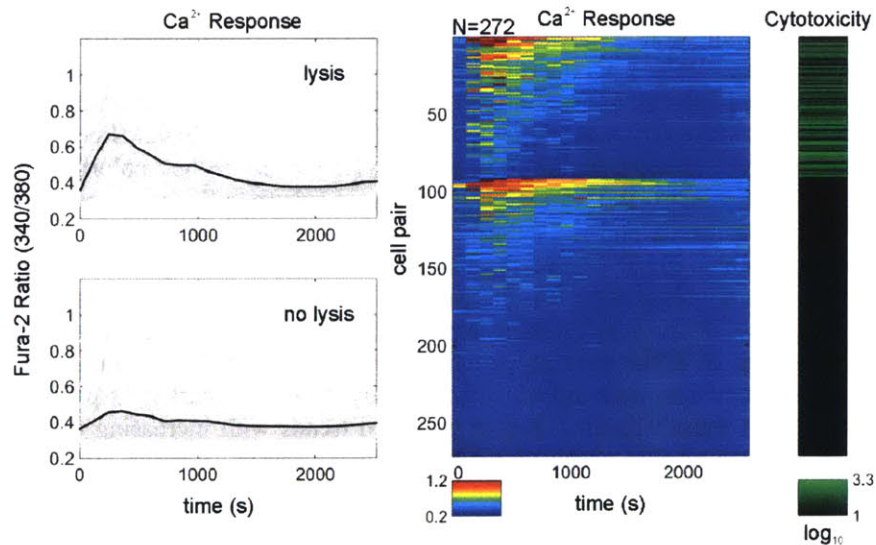 Ca²⁺ Response
lysis
1
0.8
0.6
0.4
0.2
0 1000 2000
no lysis
1
0.8
0.6
0.4
0.2
0 1000 2000
time (s)
Fura-2 Ratio (340/380)
N=272
Ca²⁺ Response
50
100
150
200
250
cell pair
0 1000 2000
time (s)
1.2
0.2
Cytotoxicity
3.3
1
log₁₀